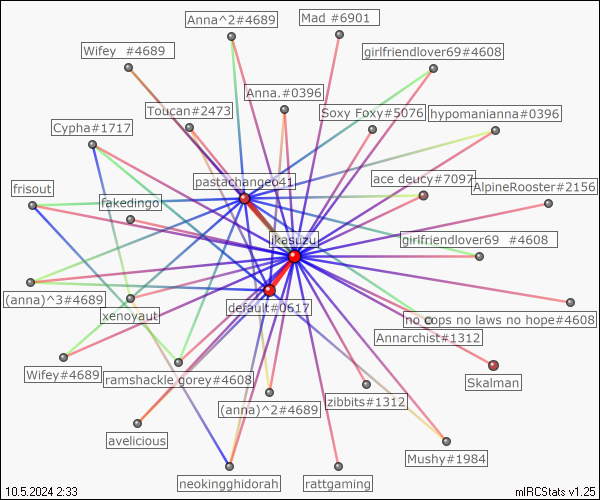 Anna^2#4689
Mad #6901
Wifey  #4689
girlfriendlover69#4608
Anna.#0396
Toucan#2473
Soxy Foxy#5076
hypomanianna#0396
Cypha#1717
pastachangeo41
ace deucy#7097
AlpineRooster#2156
frisout
fakedingo
jkasuzu
girlfriendlover69  #4608
(anna)^3#4689
xenoyaut
default#0617
no cops no laws no hope#4608
Annarchist#1312
Wifey#4689
ramshackle gorey#4608
Skalman
(anna)^2#4689
zibbits#1312
avelicious
Mushy#1984
neokingghidorah
rattgaming
10.5.2024 2:33
mIRCStats v1.25